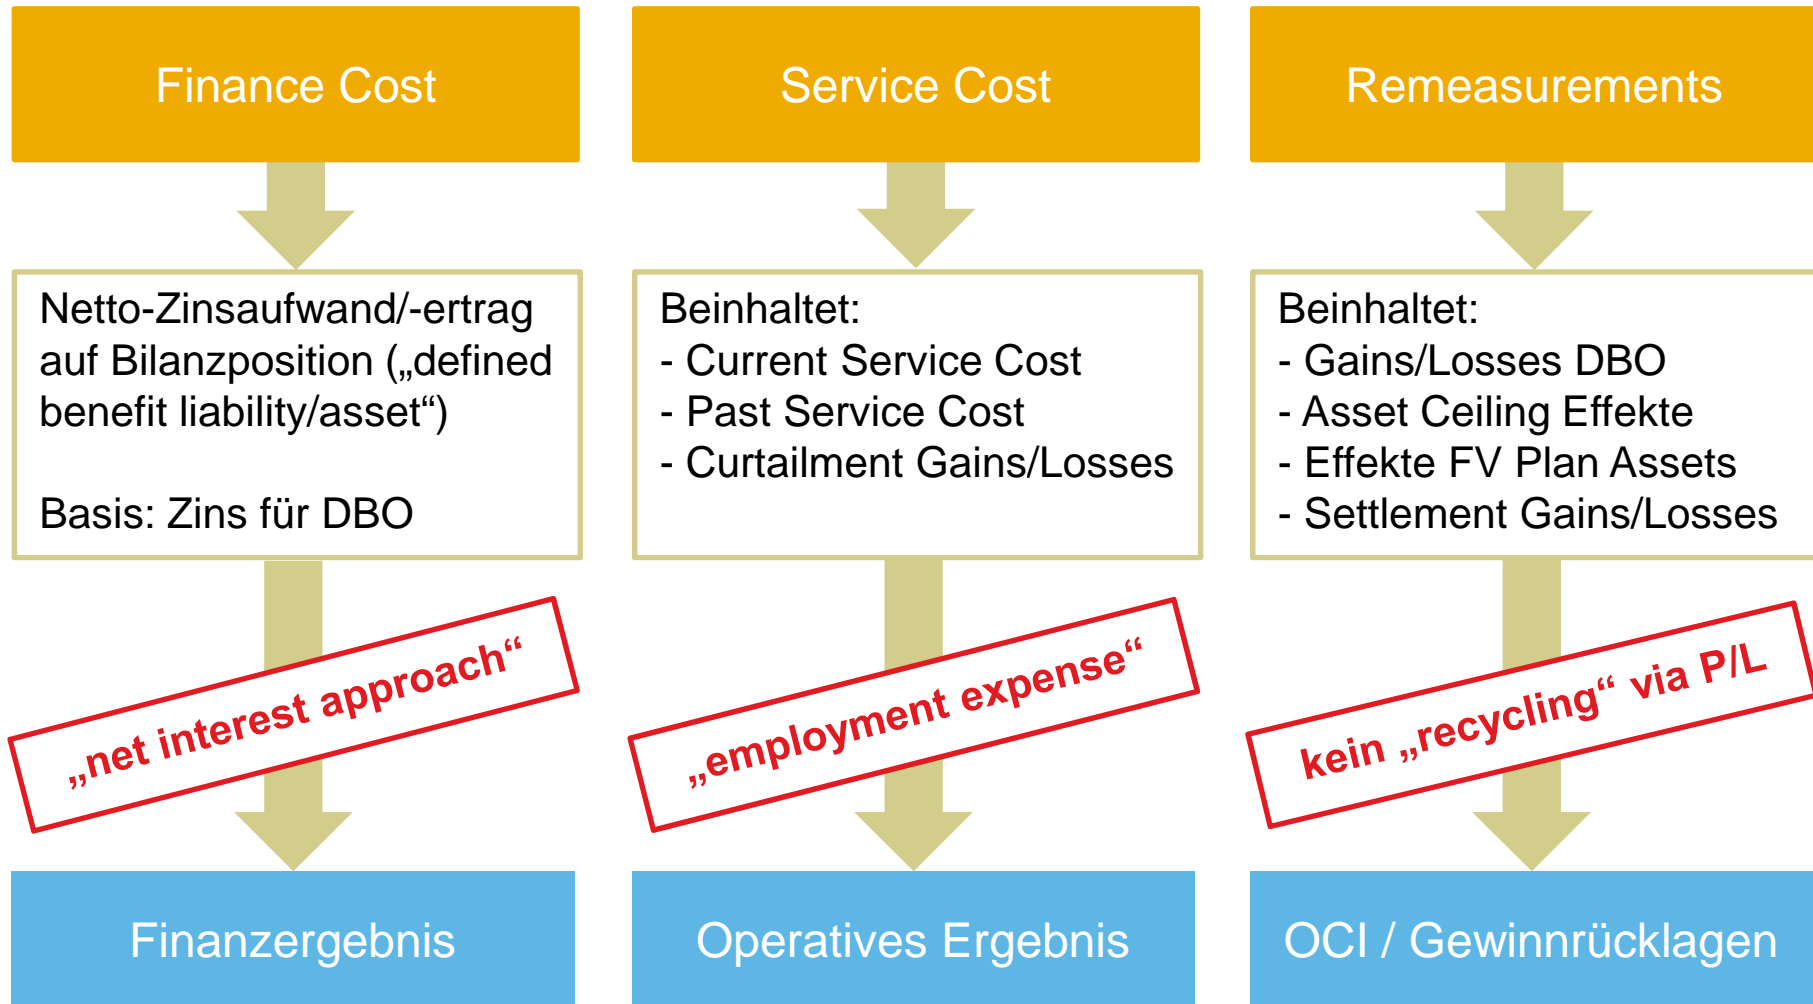 Finance Cost
Netto-Zinsaufwand/-ertrag
auf Bilanzposition („defined
benefit liability/asset“)
Basis: Zins für DBO
„net interest approach“
Finanzergebnis
Service Cost
Beinhaltet:
- Current Service Cost
- Past Service Cost
- Curtailment Gains/Losses
„employment expense“
Operatives Ergebnis
Remeasurements
Beinhaltet:
- Gains/Losses DBO
- Asset Ceiling Effekte
- Effekte FV Plan Assets
- Settlement Gains/Losses
kein „recycling“ via P/L
OCI / Gewinnrücklagen